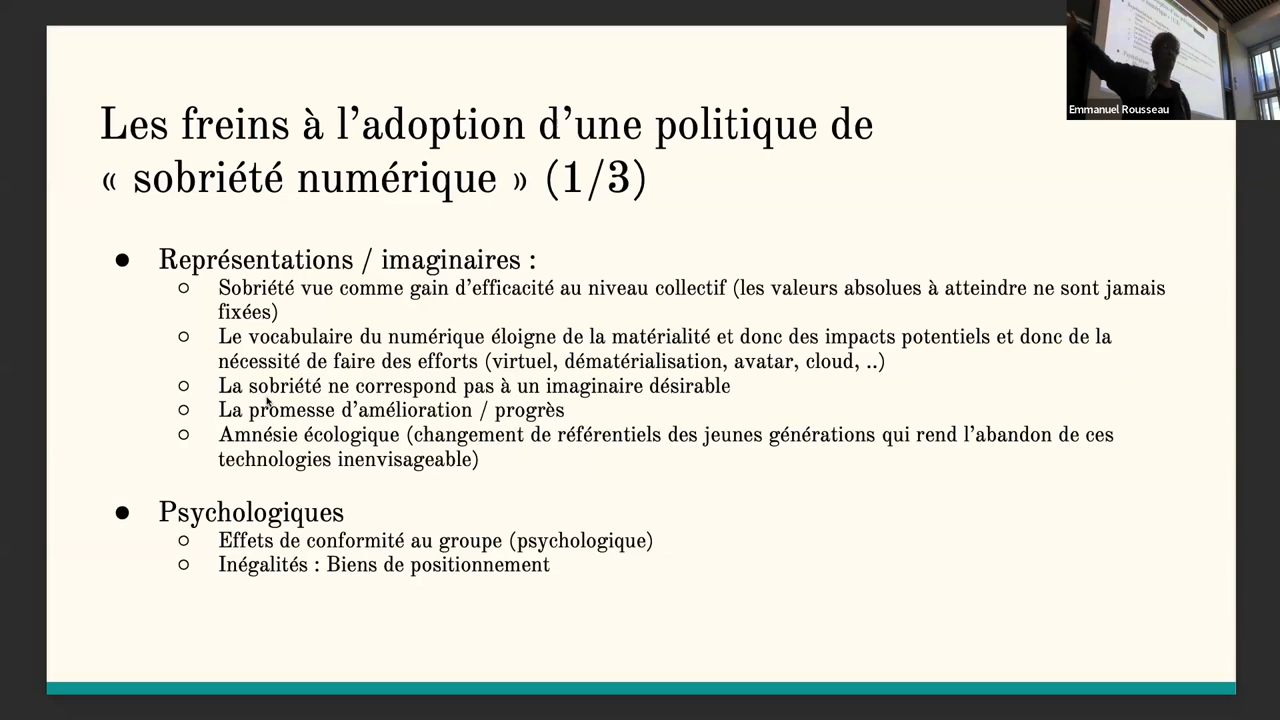 Les freins à l’adoption d’une politique de
« sobriété numérique » (1/3)
● Représentations / imaginaires :
○ Sobriété vue comme gain d’efficacité au niveau collectif (les valeurs absolues à atteindre ne sont jamais
fixées)
○ Le vocabulaire du numérique éloigne de la matérialité et donc des impacts potentiels et donc de la
nécessité de faire des efforts (virtuel, dématérialisation, avatar, cloud, ..)
○ La sobriété ne correspond pas à un imaginaire désirable
○ La promesse d’amélioration / progrès
○ Amnésie écologique (changement de référentiels des jeunes générations qui rend l’abandon de ces
technologies inenvisageable)
● Psychologiques
○ Effets de conformité au groupe (psychologique)
○ Inégalités : Biens de positionnement
Emmanuel Rousseau